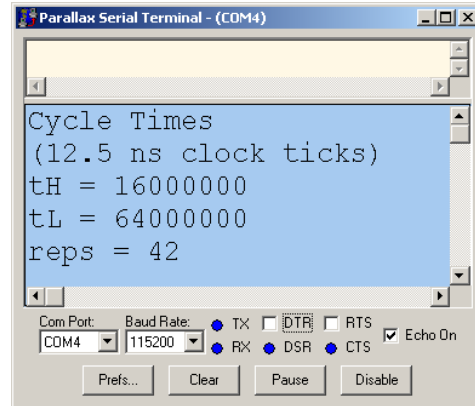 Parallax Serial Terminal - (COM4)
Cycle Times
(12.5 ns clock ticks)
tH = 16000000
tL = 64000000
reps = 42
Com Port: Baud Rate: TX DTR RTS
COM4 115200 RX DSR CTS Echo On
Prefs... Clear Pause Disable